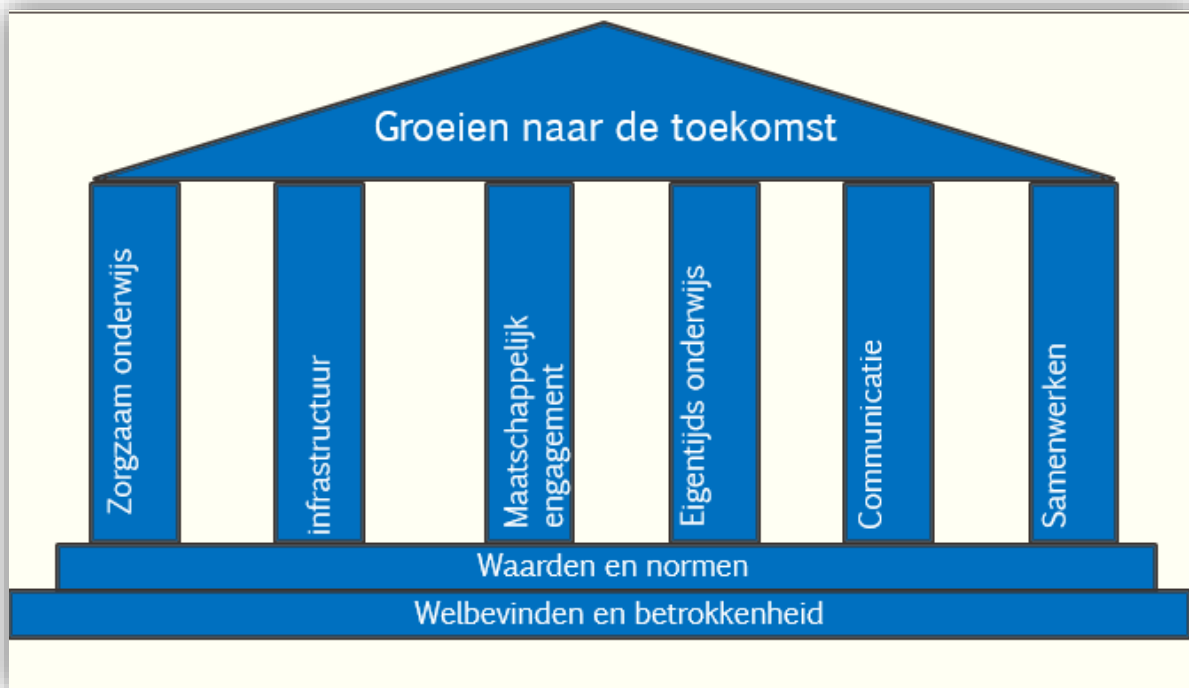 Groeien naar de toekomst
Zorgzaam onderwijs
infrastructuur
Maatschappelijk
engagement
Eigentijds onderwijs
Communicatie
Samenwerken
Waarden en normen
Welbevinden en betrokkenheid